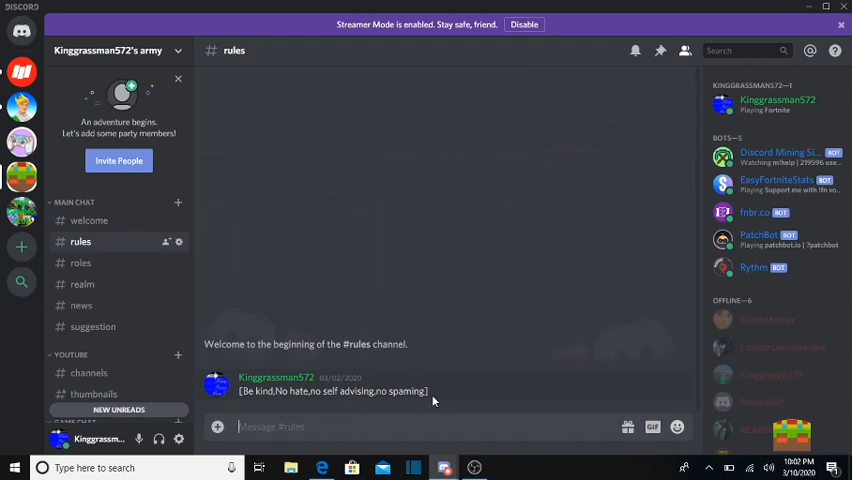 DISCORD
Streamer Mode is enabled. Stay safe, friend. Disable
Kinggrassman572's army
# rules
Search
An adventure begins.
Let's add some party members!
Invite People
MAIN CHAT
# welcome
# rules
# roles
# realm
# news
# suggestion
YOUTUBE
# channels
# thumbnails
NEW UNREADS
Kinggrassm...
Welcome to the beginning of the #rules channel.
Kinggrassman572 03/02/2020
[Be kind,No hate,no self advising,no spaming]
Message #rules
GIF
KINGGRASSMAN572—1
Kinggrassman572
Playing Fortnite
BOTS—5
Discord Mining Si... BOT
Watching m!help | 219596 use...
EasyFortniteStats BOT
Playing Support me with !fn vo...
fnbr.co BOT
PatchBot BOT
Playing patchbot.io | ?patchbot
Rythm BOT
OFFLINE—6
Type here to search
10:02 PM
3/10/2020